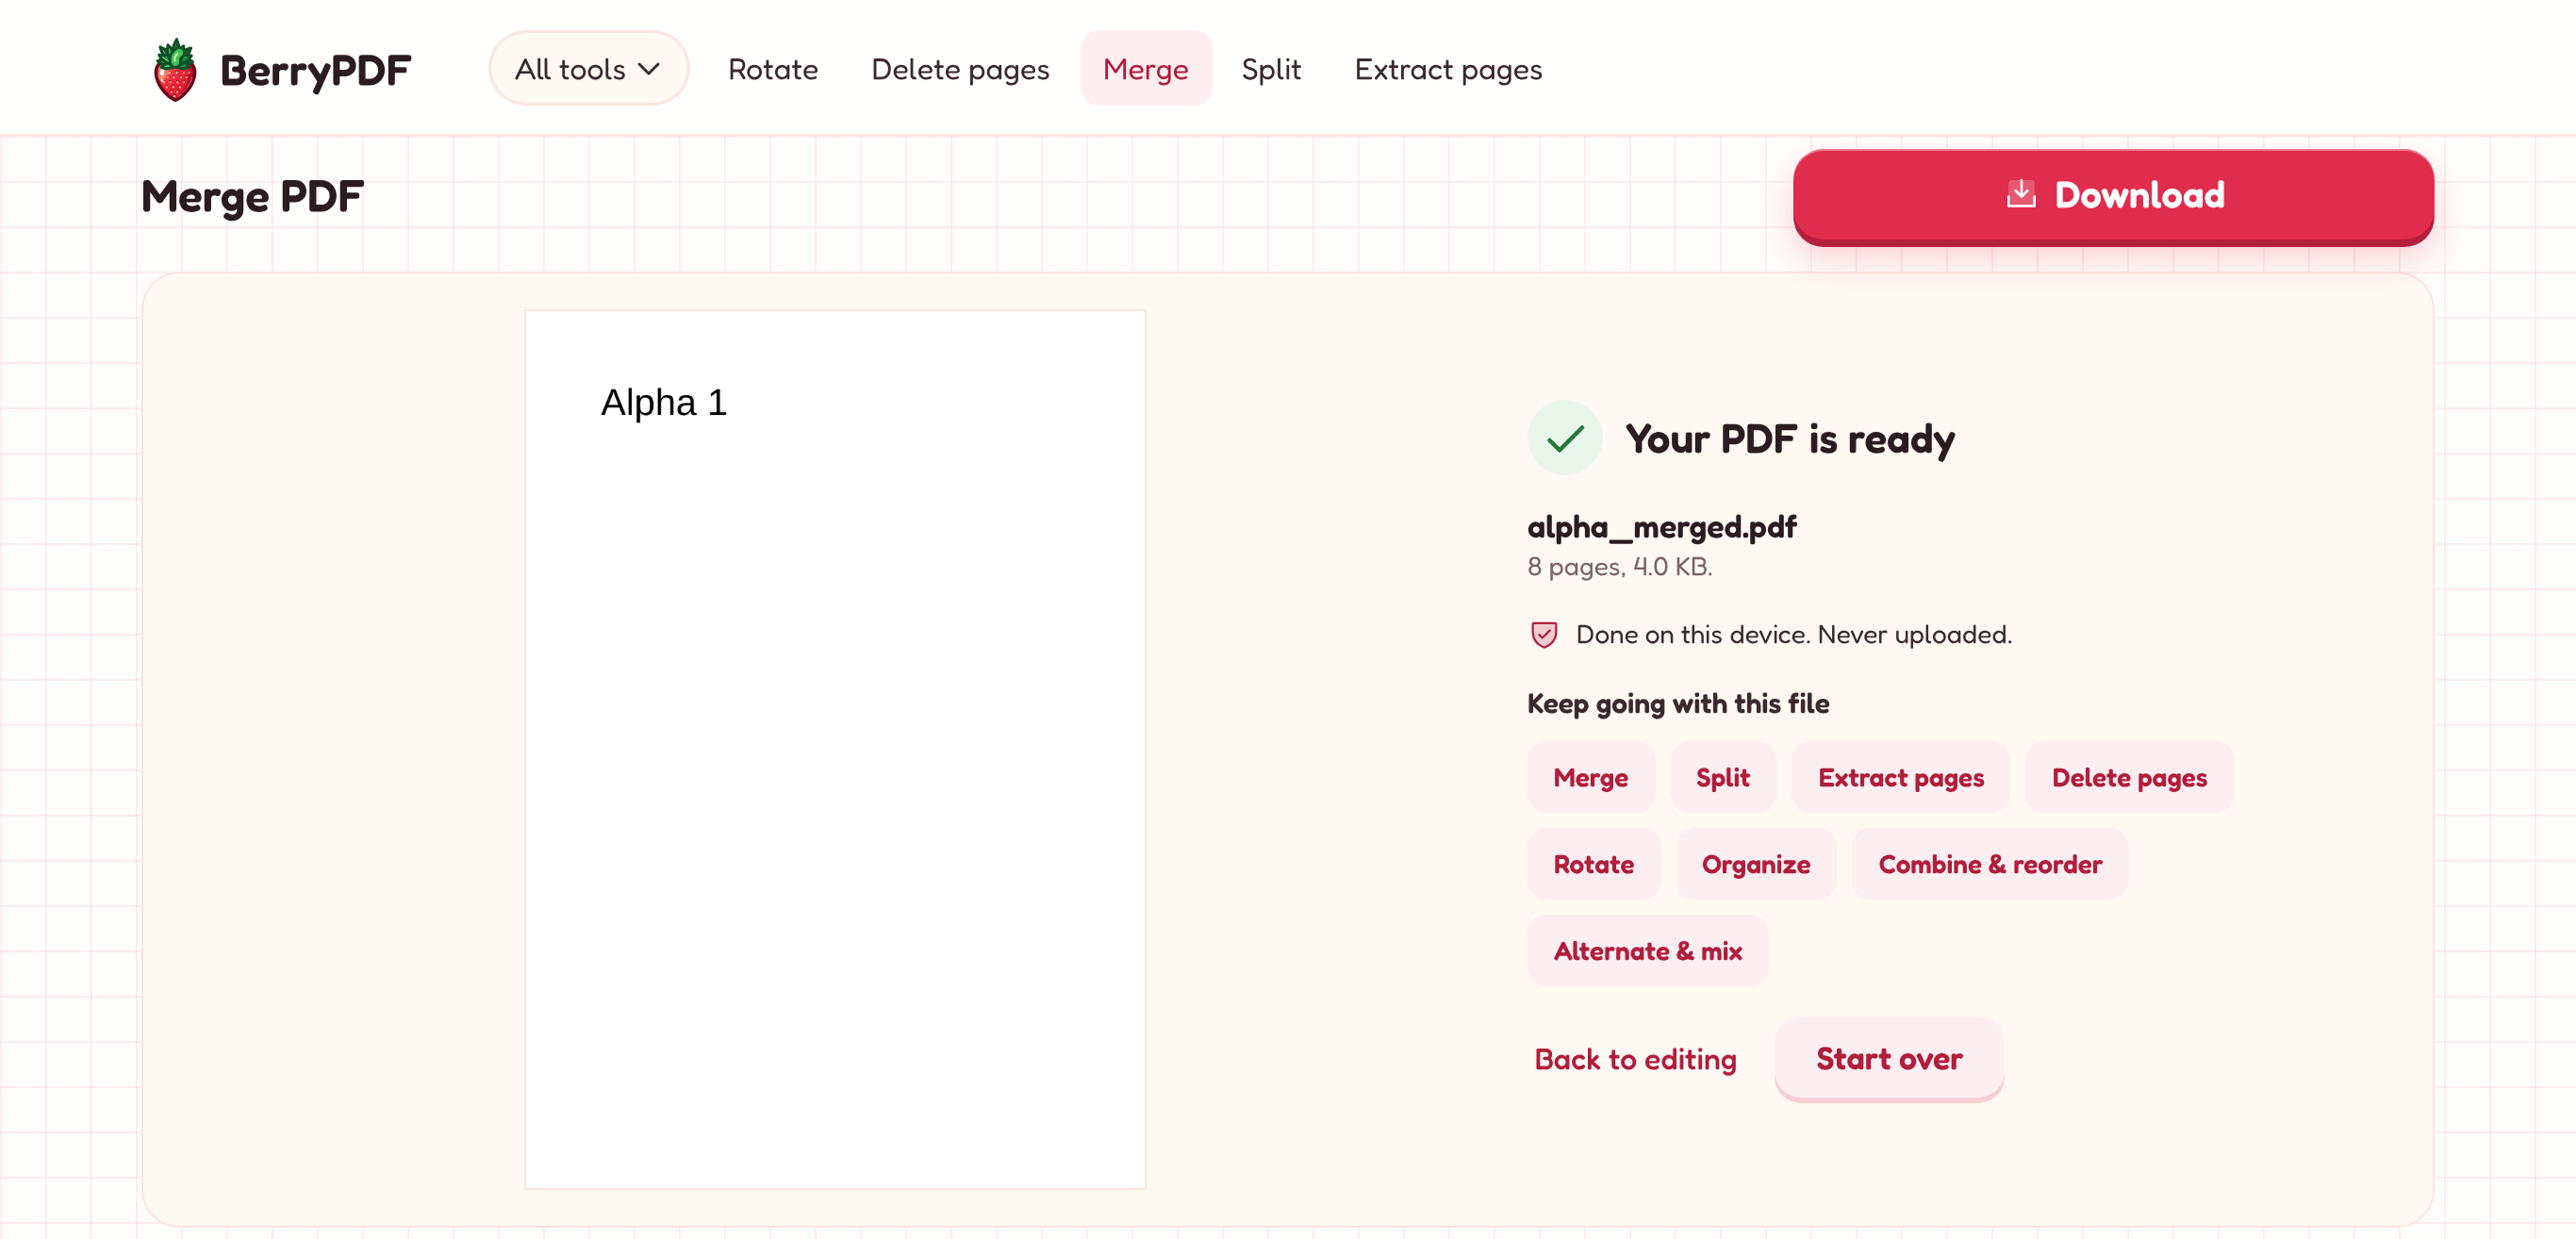 BerryPDF
All tools Rotate Delete pages Merge Split Extract pages
Merge PDF
Download
Alpha 1
Your PDF is ready
alpha_merged.pdf
8 pages, 4.0 KB.
Done on this device. Never uploaded.
Keep going with this file
Merge Split Extract pages Delete pages
Rotate Organize Combine & reorder
Alternate & mix
Back to editing Start over